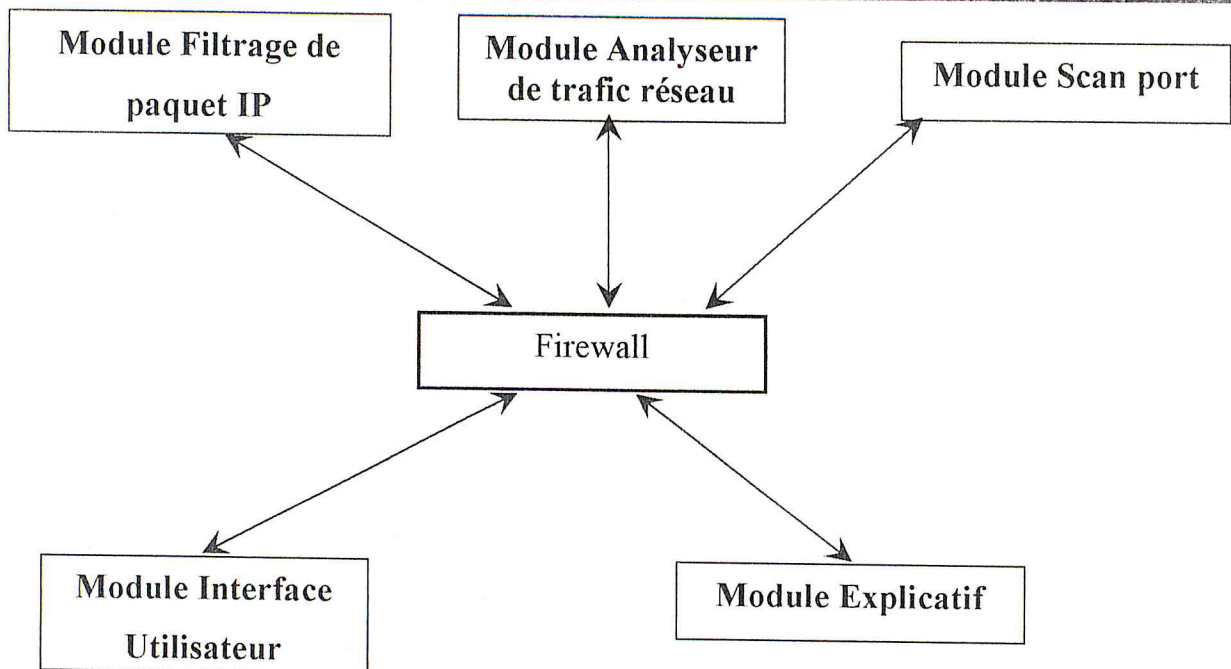 Module Filtrage de
paquet IP
Module Analyseur
de trafic réseau
Module Scan port
Firewall
Module Interface
Utilisateur
Module Explicatif